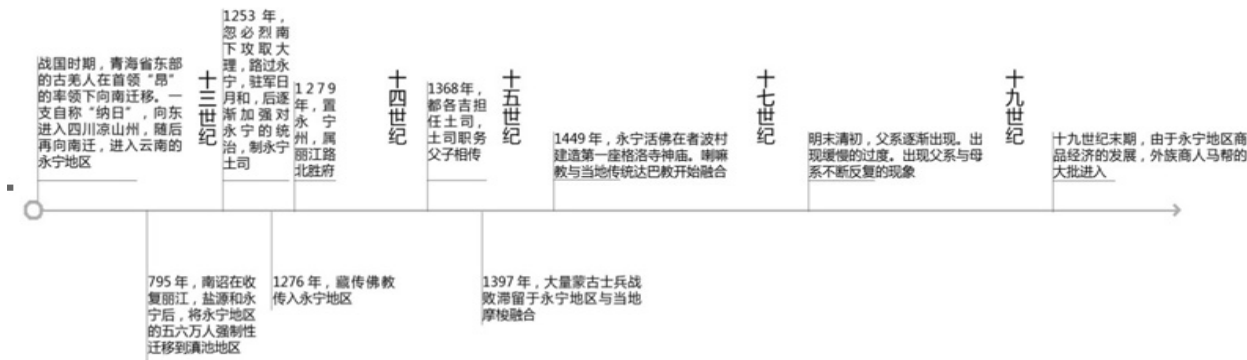 战国时期，青海省东部
的古羌人在首领“昂”
的率领下向南迁移。一
支自称“纳日”，向东
进入四川凉山州，随后
再向南迁，进入云南的
永宁地区
十三世纪
1253 年，
忽必烈南
下攻取大
理，路过永
宁，驻军日
月和，后逐
渐加强对
永宁的统
治，制永宁
土司
1279
年，置
永宁
州，属
丽江路
北胜府
十四世纪
1368年，
都各吉担
任土司，
土司职务
父子相传
十五世纪
1449 年，永宁活佛在者波村
建造第一座格洛寺神庙。喇嘛
教与当地传统达巴教开始融合
十七世纪
明末清初，父系逐渐出现。出
现缓慢的过度。出现父系与母
系不断反复的现象
十九世纪
十九世纪末期，由于永宁地区商
品经济的发展，外族商人马帮的
大批进入
795 年，南诏在收
复丽江，盐源和永
宁后，将永宁地区
的五六万人强制性
迁移到滇池地区
1276 年，藏传佛教
传入永宁地区
1397 年，大量蒙古士兵战
败滞留于永宁地区与当地
摩梭融合